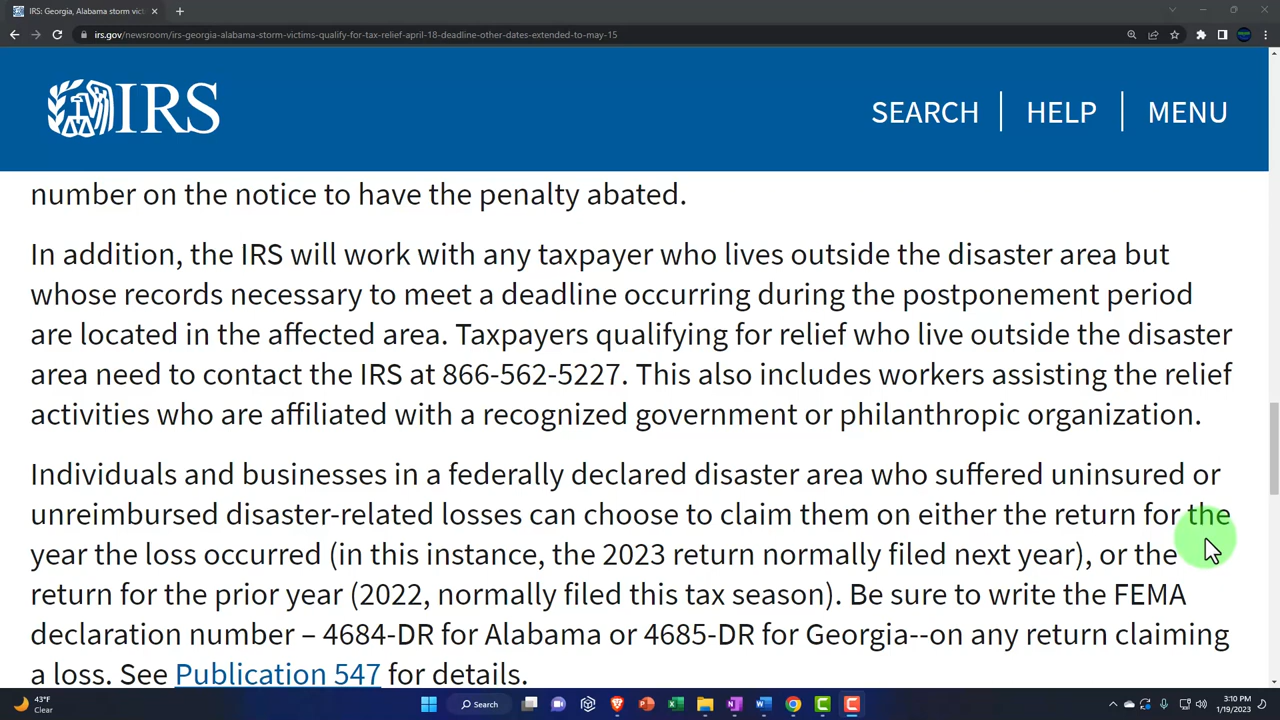 IRS: Georgia, Alabama storm vict
irs.gov/newsroom/irs-georgia-alabama-storm-victims-qualify-for-tax-relief-april-18-deadline-other-dates-extended-to-may-15
IRS
SEARCH HELP MENU
number on the notice to have the penalty abated.
In addition, the IRS will work with any taxpayer who lives outside the disaster area but
whose records necessary to meet a deadline occurring during the postponement period
are located in the affected area. Taxpayers qualifying for relief who live outside the disaster
area need to contact the IRS at 866-562-5227. This also includes workers assisting the relief
activities who are affiliated with a recognized government or philanthropic organization.
Individuals and businesses in a federally declared disaster area who suffered uninsured or
unreimbursed disaster-related losses can choose to claim them on either the return for the
year the loss occurred (in this instance, the 2023 return normally filed next year), or the
return for the prior year (2022, normally filed this tax season). Be sure to write the FEMA
declaration number – 4684-DR for Alabama or 4685-DR for Georgia--on any return claiming
a loss. See Publication 547 for details.
43°F
Clear
Search
3:10 PM
1/19/2023